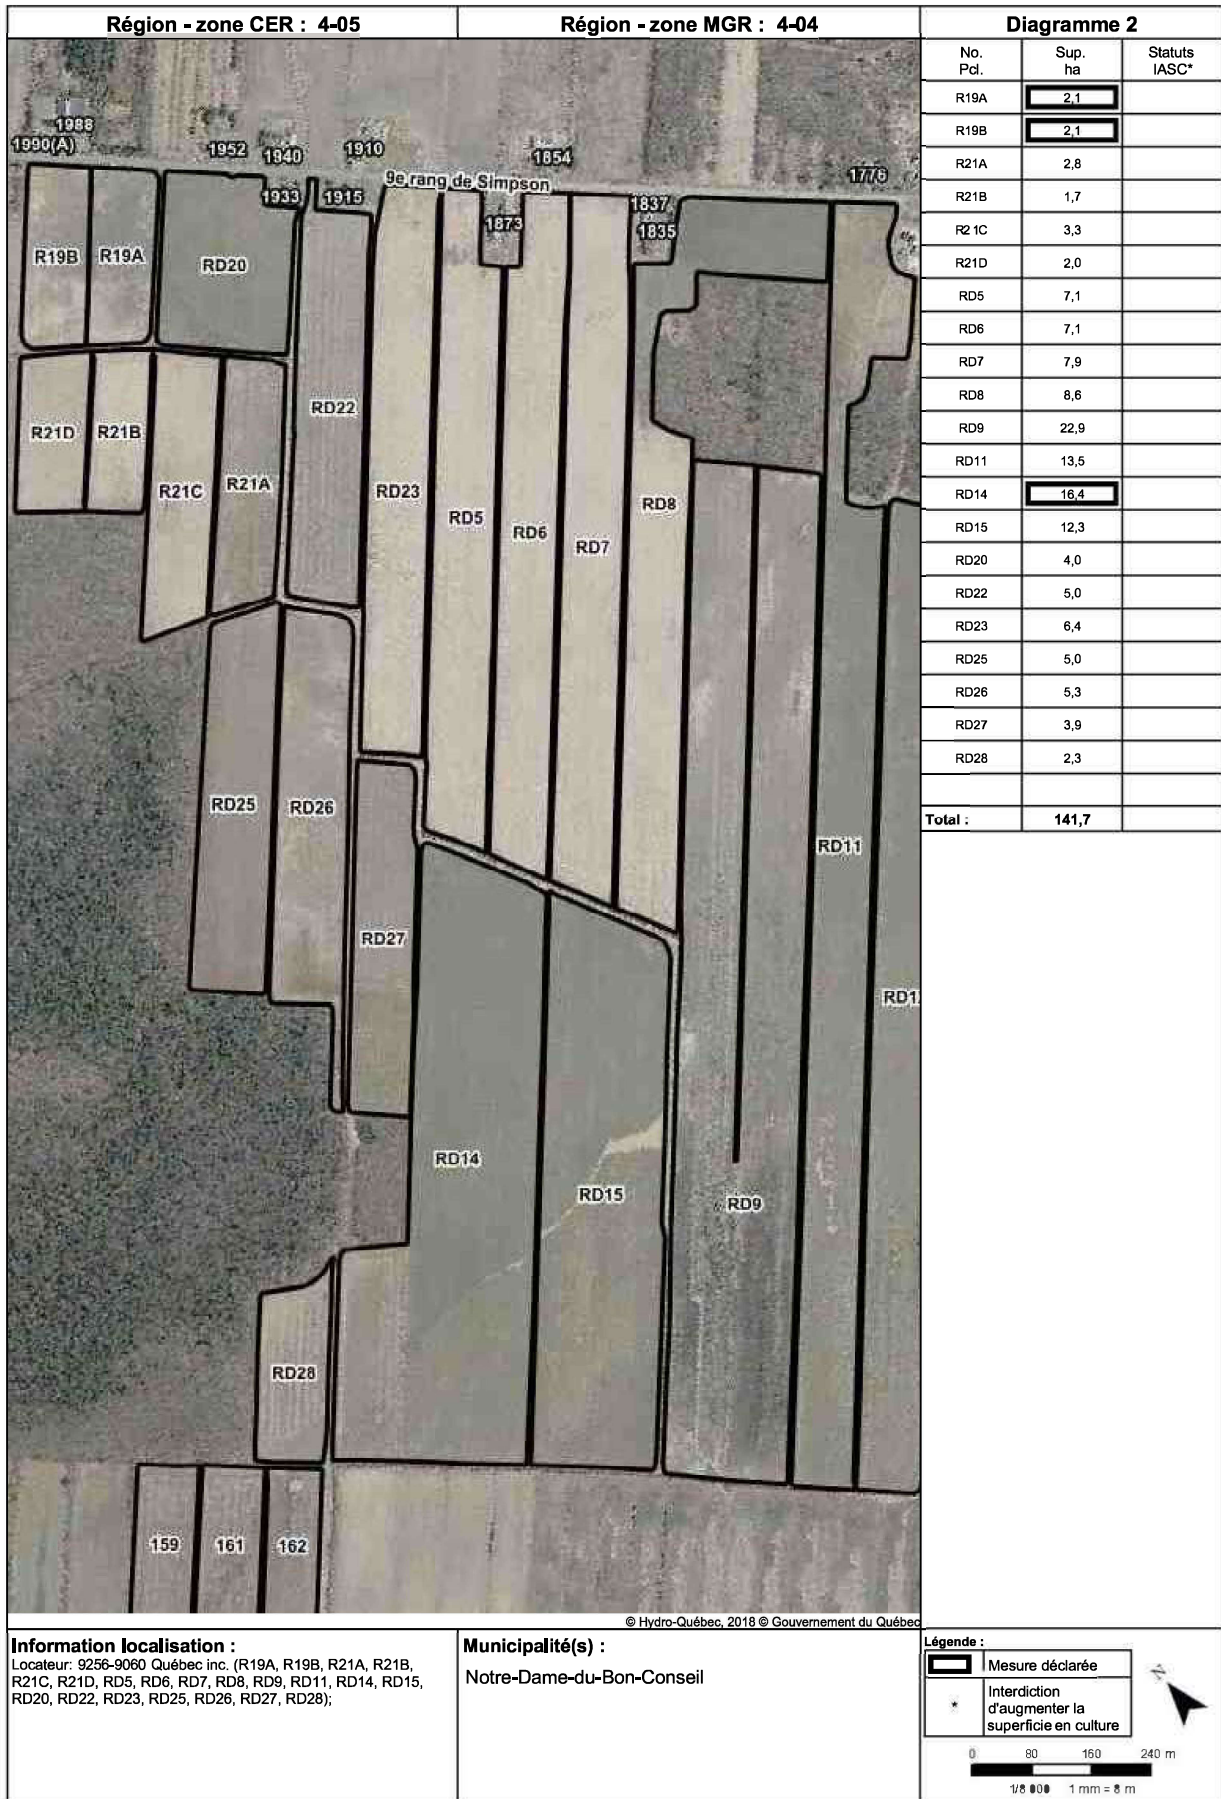 Région - zone CER : 4-05
Région - zone MGR : 4-04
Diagramme 2
No. Pcl.
Sup. ha
Statuts IASC*
R19A 2,1
R19B 2,1
R21A 2,8
R21B 1,7
R21C 3,3
R21D 2,0
RD5 7,1
RD6 7,1
RD7 7,9
RD8 8,6
RD9 22,9
RD11 13,5
RD14 16,4
RD15 12,3
RD20 4,0
RD22 5,0
RD23 6,4
RD25 5,0
RD26 5,3
RD27 3,9
RD28 2,3
Total : 141,7
1988
1990(A)
1952
1940
1910
1854
1776
9e rang de Simpson
1933
1915
1873
1837
1835
R19B
R19A
RD20
RD22
R21D
R21B
R21C
R21A
RD23
RD5
RD6
RD7
RD8
RD25
RD26
RD11
RD27
RD1
RD14
RD15
RD9
RD28
159
161
162
© Hydro-Québec, 2018 © Gouvernement du Québec
Information localisation :
Locateur: 9256-9060 Québec inc. (R19A, R19B, R21A, R21B,
R21C, R21D, RD5, RD6, RD7, RD8, RD9, RD11, RD14, RD15,
RD20, RD22, RD23, RD25, RD26, RD27, RD28);
Municipalité(s) :
Notre-Dame-du-Bon-Conseil
Légende :
Mesure déclarée
* Interdiction
d'augmenter la
superficie en culture
N
0 80 160 240 m
1/8 000 1 mm = 8 m